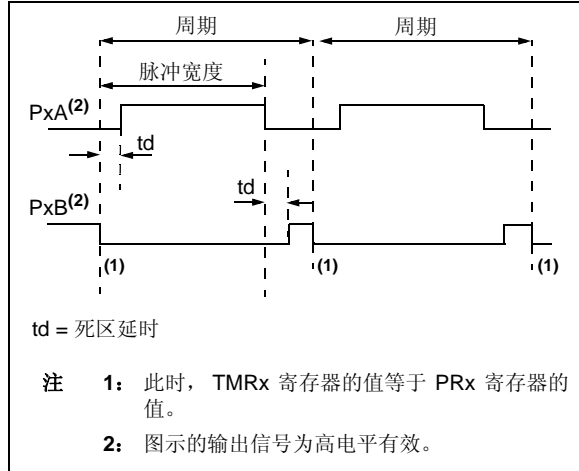 周期 周期
脉冲宽度
PxA(2)
td
td
PxB(2)
(1) (1) (1)
td = 死区延时
注 1： 此时， TMRx 寄存器的值等于 PRx 寄存器的
值。
2： 图示的输出信号为高电平有效。